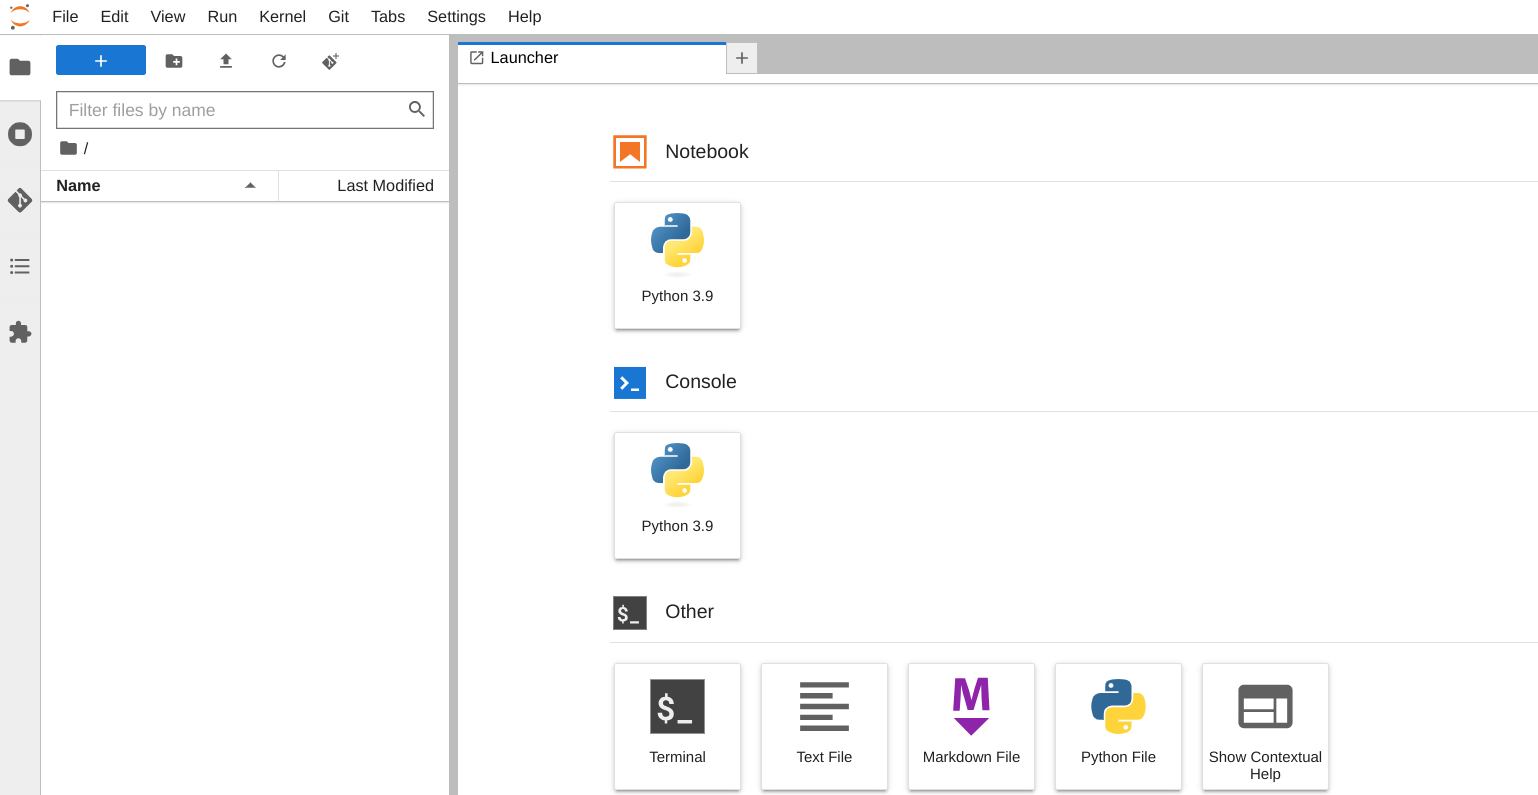 File Edit View Run Kernel Git Tabs Settings Help
Filter files by name
/
Name Last Modified
Launcher
Notebook
Python 3.9
Console
Python 3.9
$_ Other
$_
M
Terminal Text File Markdown File Python File Show Contextual
Help